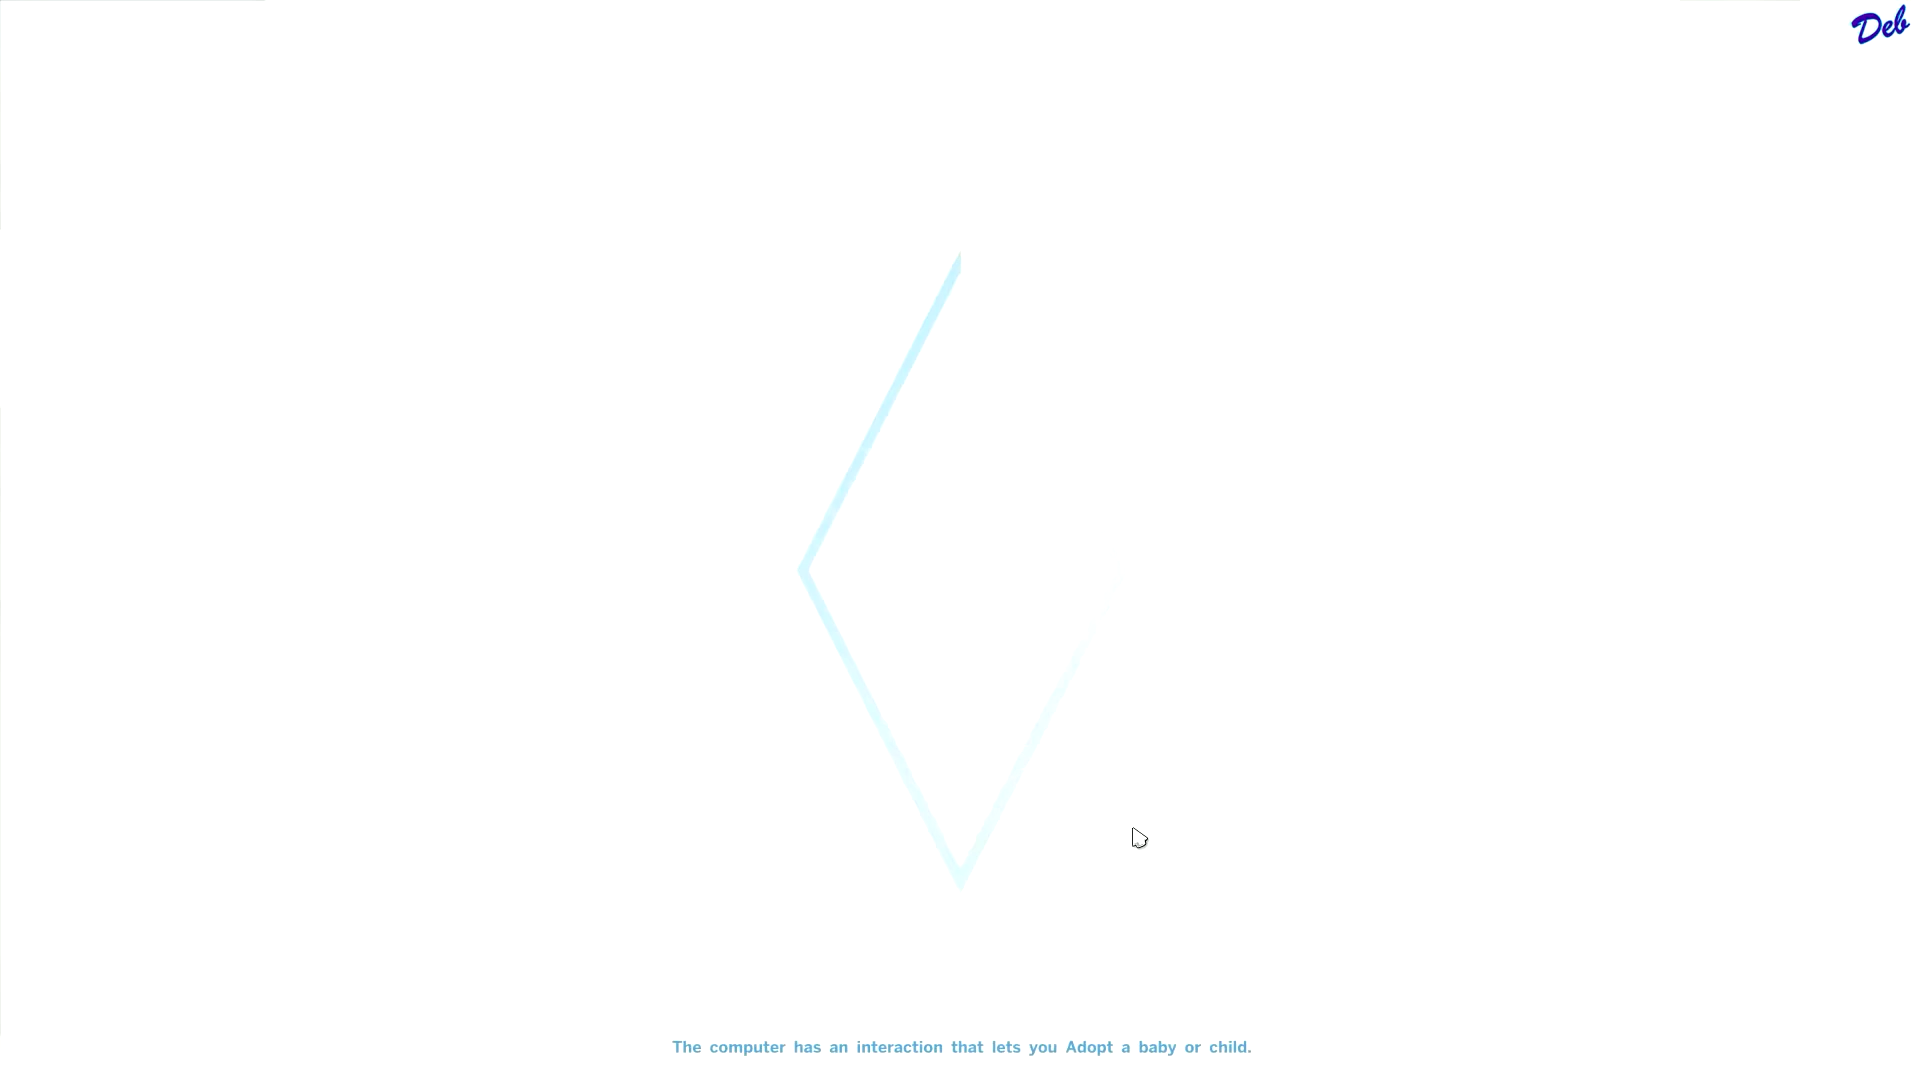 Deb
The computer has an interaction that lets you Adopt a baby or child.